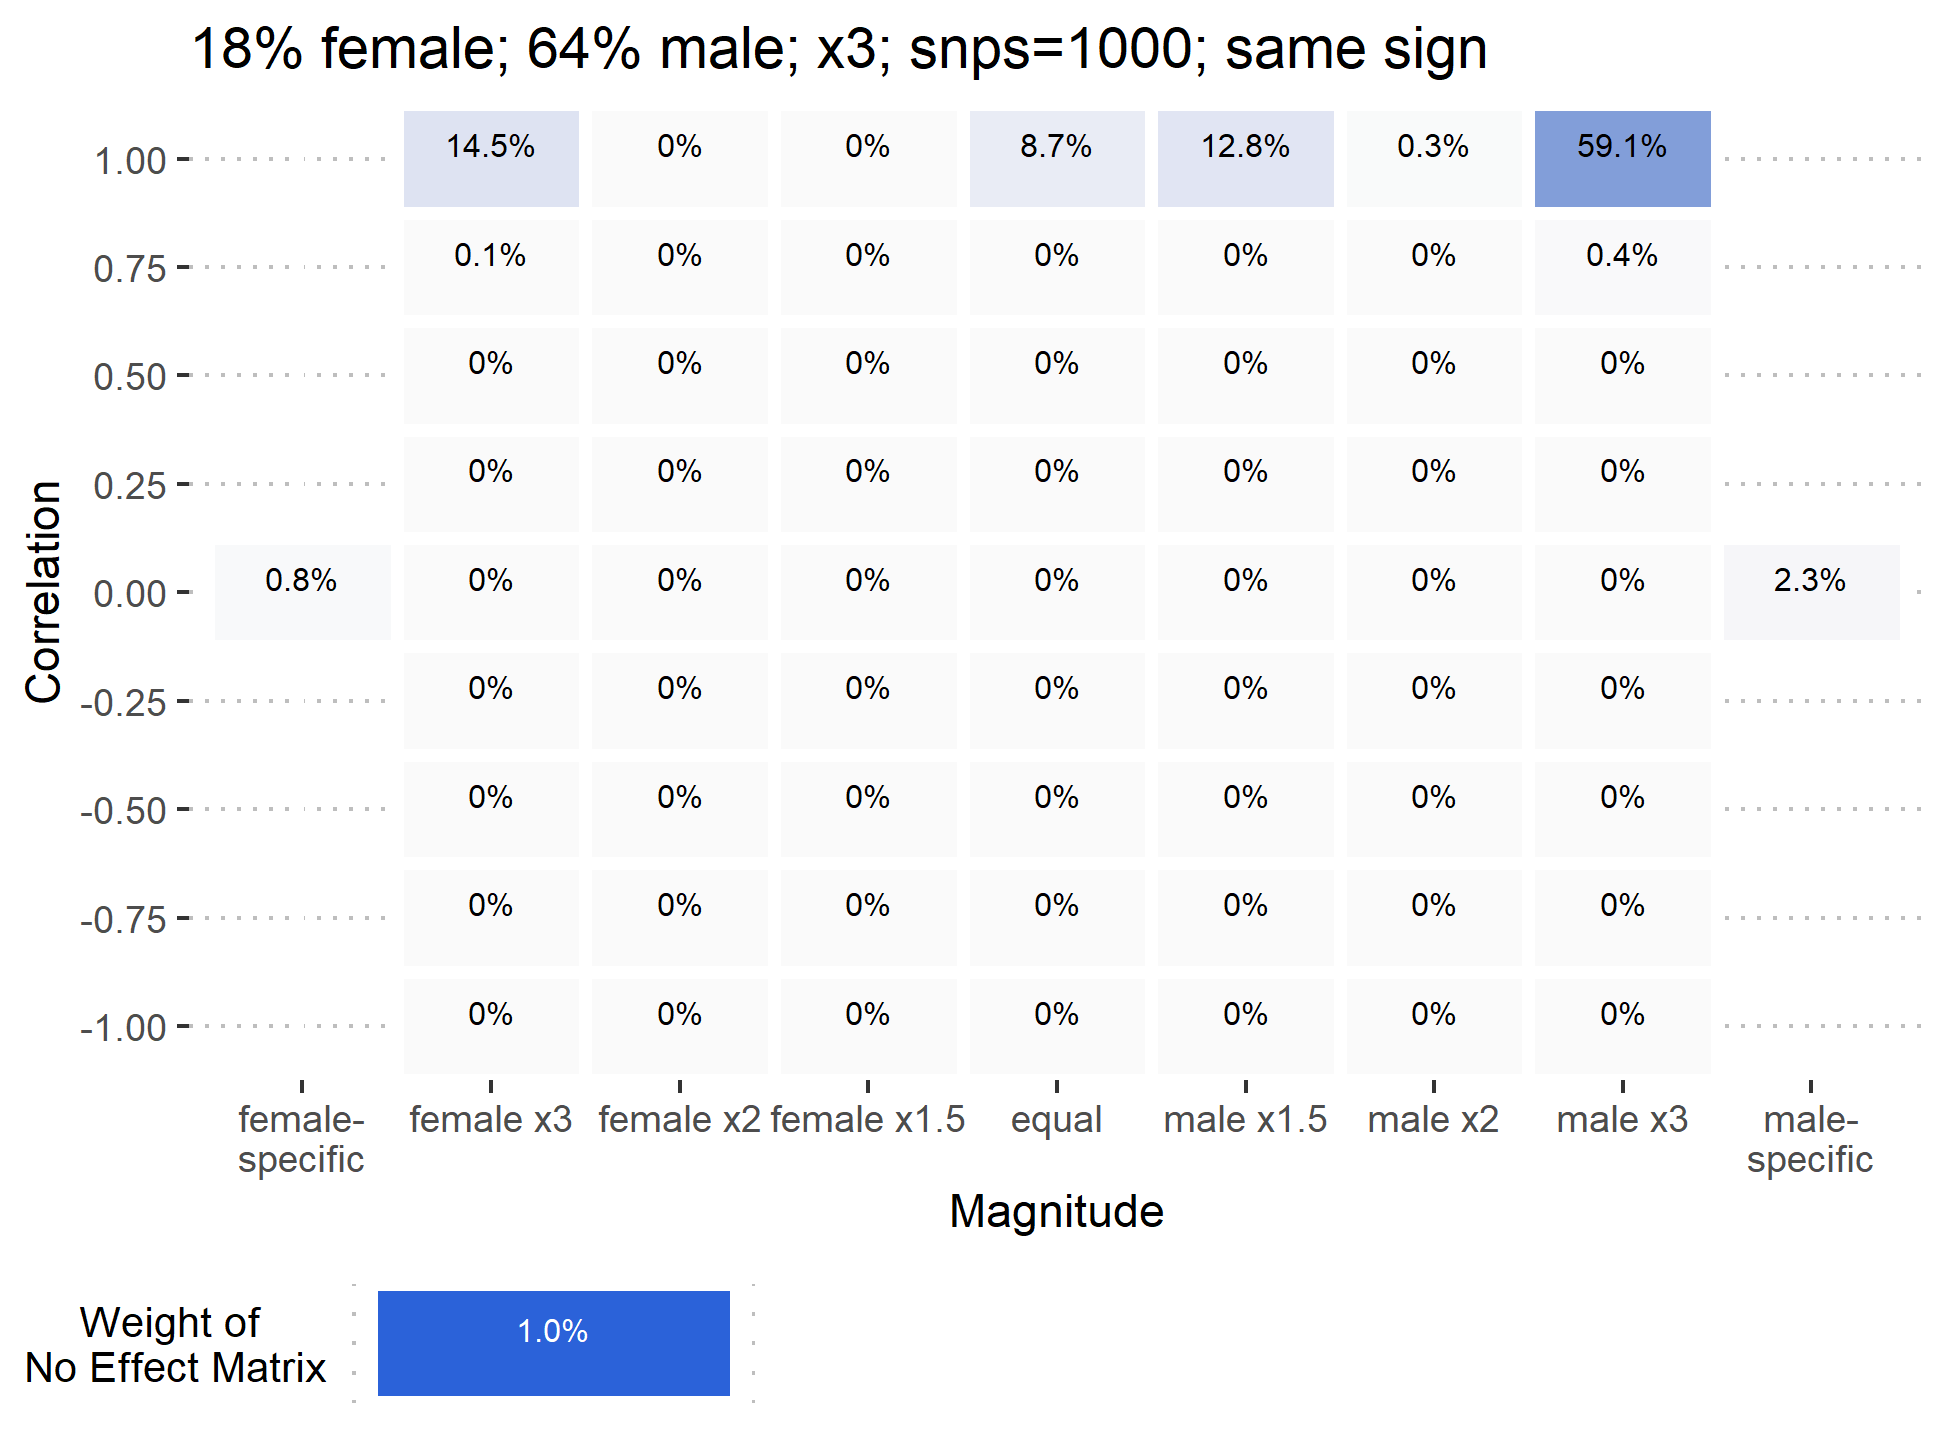 18% female; 64% male; x3; snps=1000; same sign
1.00 14.5% 0% 0% 8.7% 12.8% 0.3% 59.1%
0.75 0.1% 0% 0% 0% 0% 0% 0.4%
0.50 0% 0% 0% 0% 0% 0% 0%
0.25 0% 0% 0% 0% 0% 0% 0%
0.00 0.8% 0% 0% 0% 0% 0% 0% 0% 2.3%
-0.25 0% 0% 0% 0% 0% 0% 0%
-0.50 0% 0% 0% 0% 0% 0% 0%
-0.75 0% 0% 0% 0% 0% 0% 0%
-1.00 0% 0% 0% 0% 0% 0% 0%
Correlation
female- female x3 female x2 female x1.5 equal male x1.5 male x2 male x3 male-
specific specific
Magnitude
Weight of
No Effect Matrix
1.0%